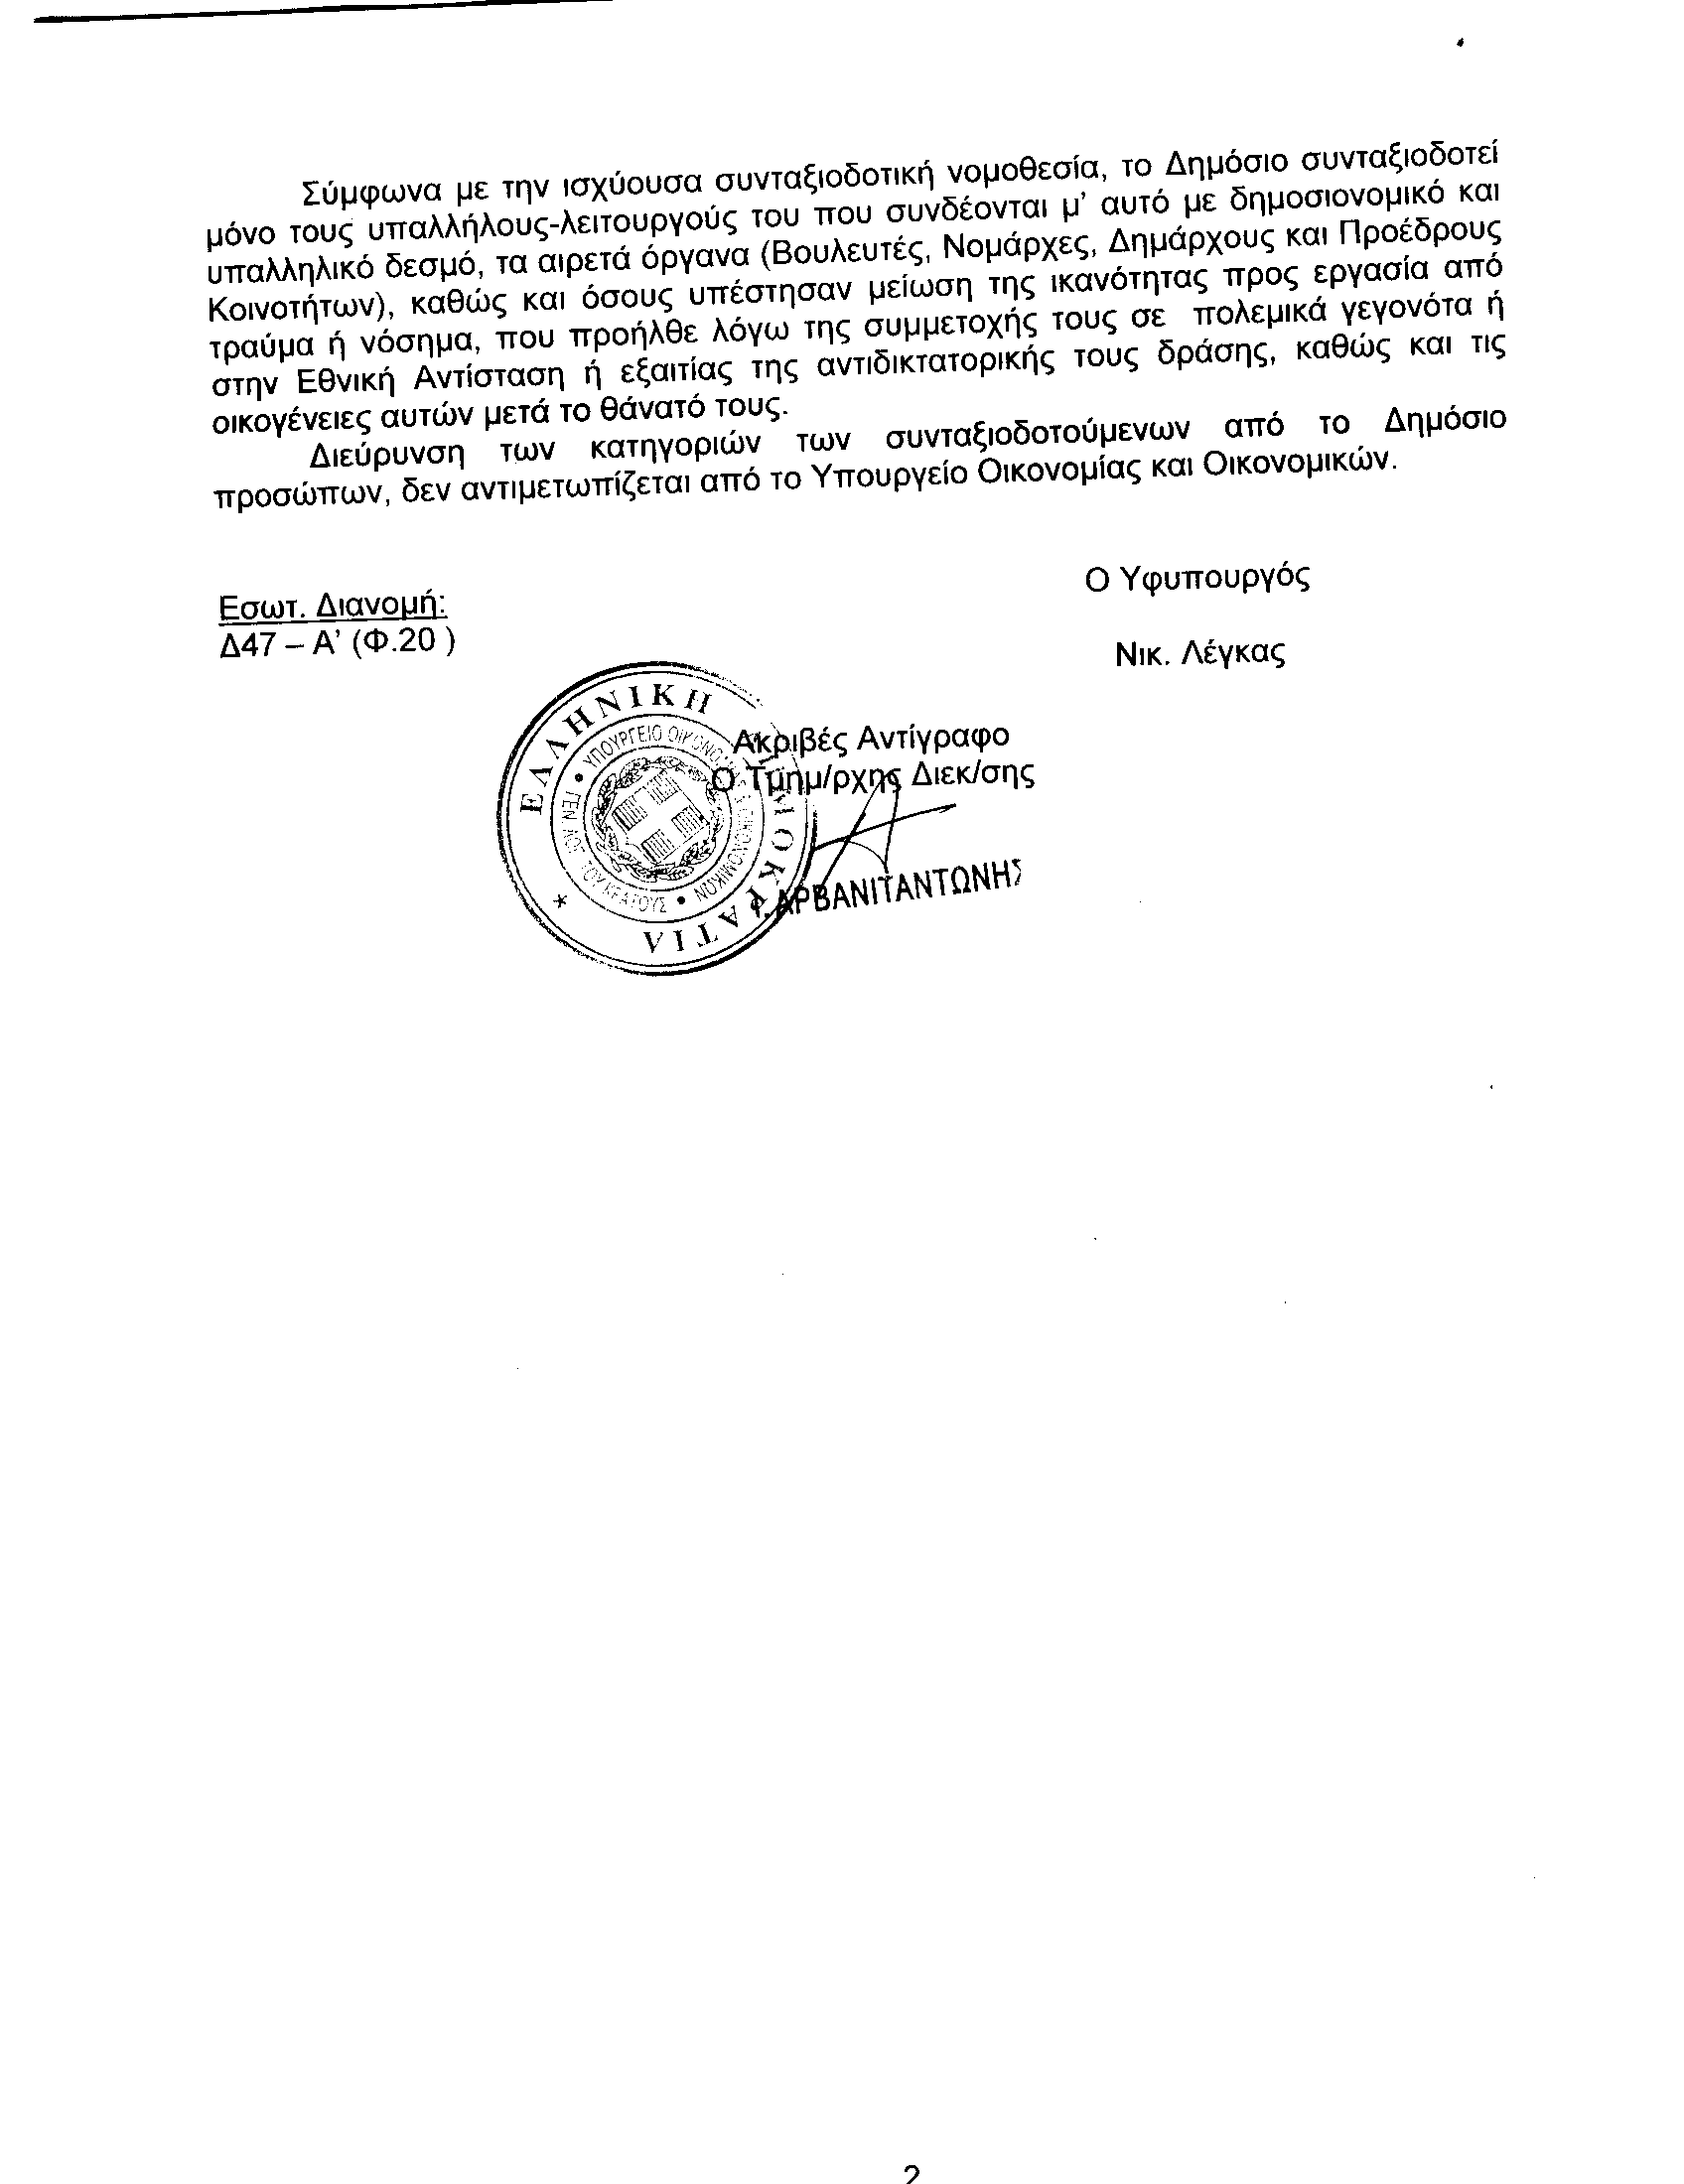 Σύμφωνα με την ισχύουσα συνταξιοδοτική νομοθεσία, το Δημόσιο συνταξιοδοτεί
μόνο τους υπαλλήλους-λειτουργούς του που συνδέονται μ’ αυτό με δημοσιονομικό και
υπαλληλικό δεσμό, τα αιρετά όργανα (Βουλευτές, Νομάρχες, Δημάρχους και Προέδρους
Κοινοτήτων), καθώς και όσους υπέστησαν μείωση της ικανότητας προς εργασία από
τραύμα ή νόσημα, που προήλθε λόγω της συμμετοχής τους σε πολεμικά γεγονότα ή
στην Εθνική Αντίσταση ή εξαιτίας της αντιδικτατορικής τους δράσης, καθώς και τις
οικογένειες αυτών μετά το θάνατό τους.
Διεύρυνση των κατηγοριών των συνταξιοδοτούμενων από το Δημόσιο
προσώπων, δεν αντιμετωπίζεται από το Υπουργείο Οικονομίας και Οικονομικών.
Ο Υφυπουργός
Εσωτ. Διανομή:
Δ47 – Α’ (Φ.20 )
Νικ. Λέγκας
ΕΛΛΗΝΙΚΗ
ΥΠΟΥΡΓΕΙΟ
Ακριβές Αντίγραφο
Ο Τμημ/ρχης Διεκ/σης
ΑΡΒΑΝΙΤΑΝΤΩΝΗΣ
2